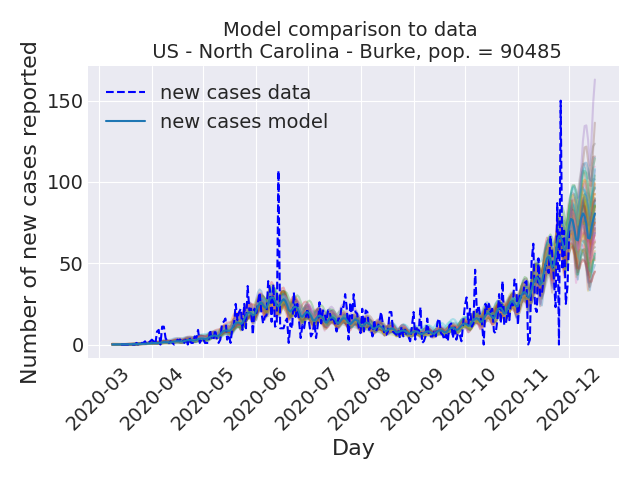 Model comparison to data
US - North Carolina - Burke, pop. = 90485
Number of new cases reported
150
100
50
0
new cases data
new cases model
2020-03
2020-04
2020-05
2020-06
2020-07
2020-08
2020-09
2020-10
2020-11
2020-12
Day